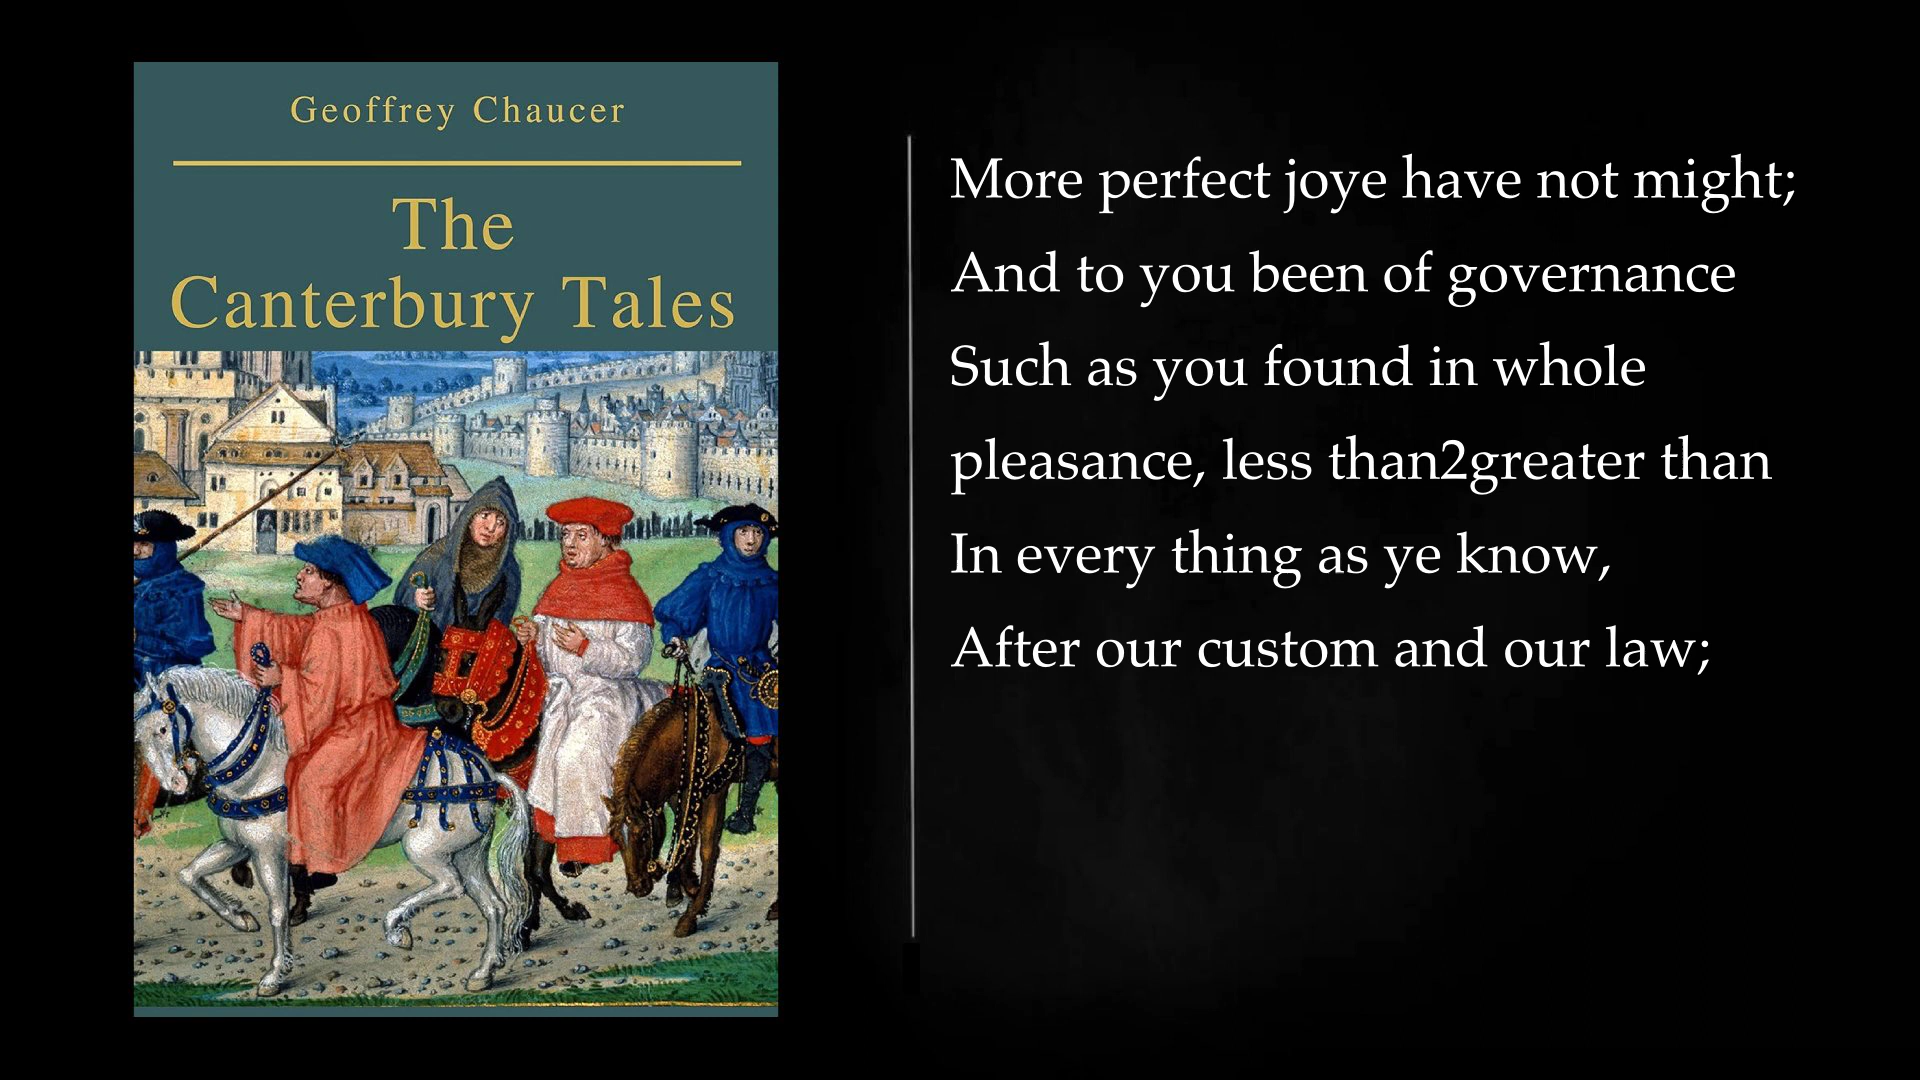 Geoffrey Chaucer
The
Canterbury Tales
More perfect joye have not might;
And to you been of governance
Such as you found in whole
pleasance, less than2greater than
In every thing as ye know,
After our custom and our law;